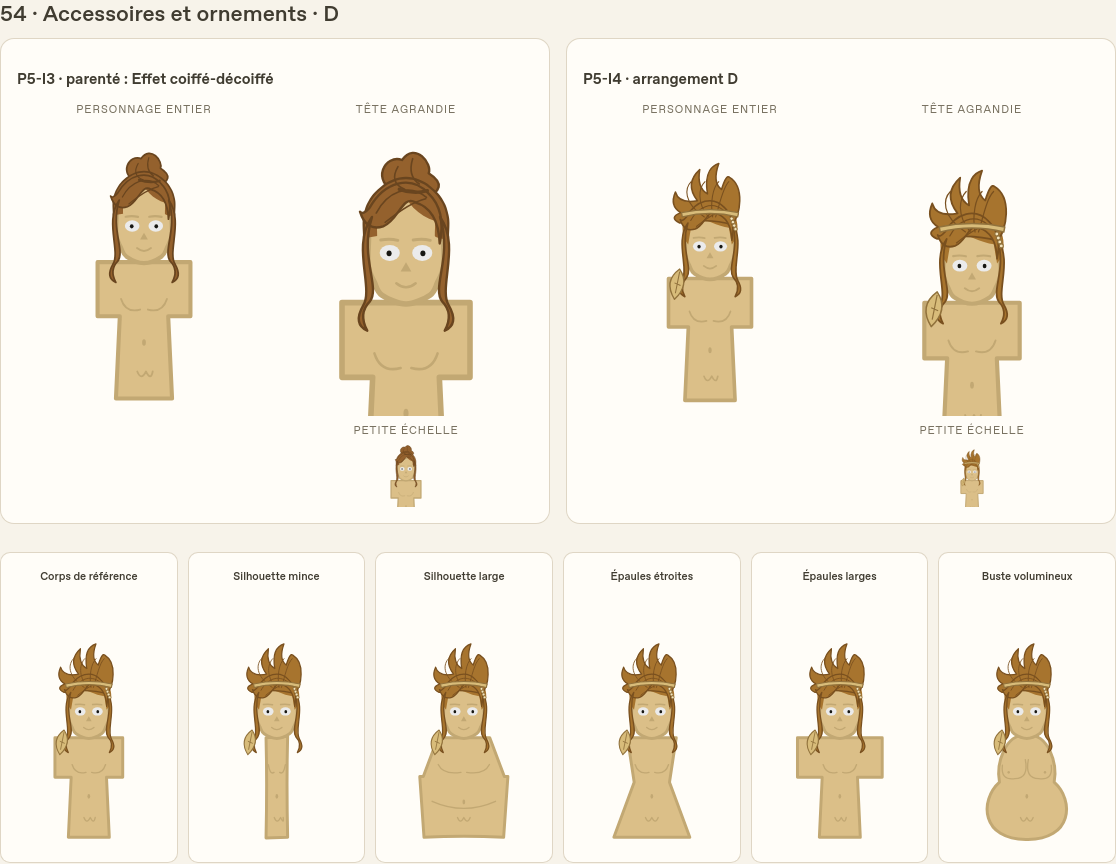 54 · Accessoires et ornements · D
P5-I3 · parenté : Effet coiffé-décoiffé
PERSONNAGE ENTIER
TÊTE AGRANDIE
PETITE ÉCHELLE
P5-I4 · arrangement D
PERSONNAGE ENTIER
TÊTE AGRANDIE
PETITE ÉCHELLE
Corps de référence
Silhouette mince
Silhouette large
Épaules étroites
Épaules larges
Buste volumineux